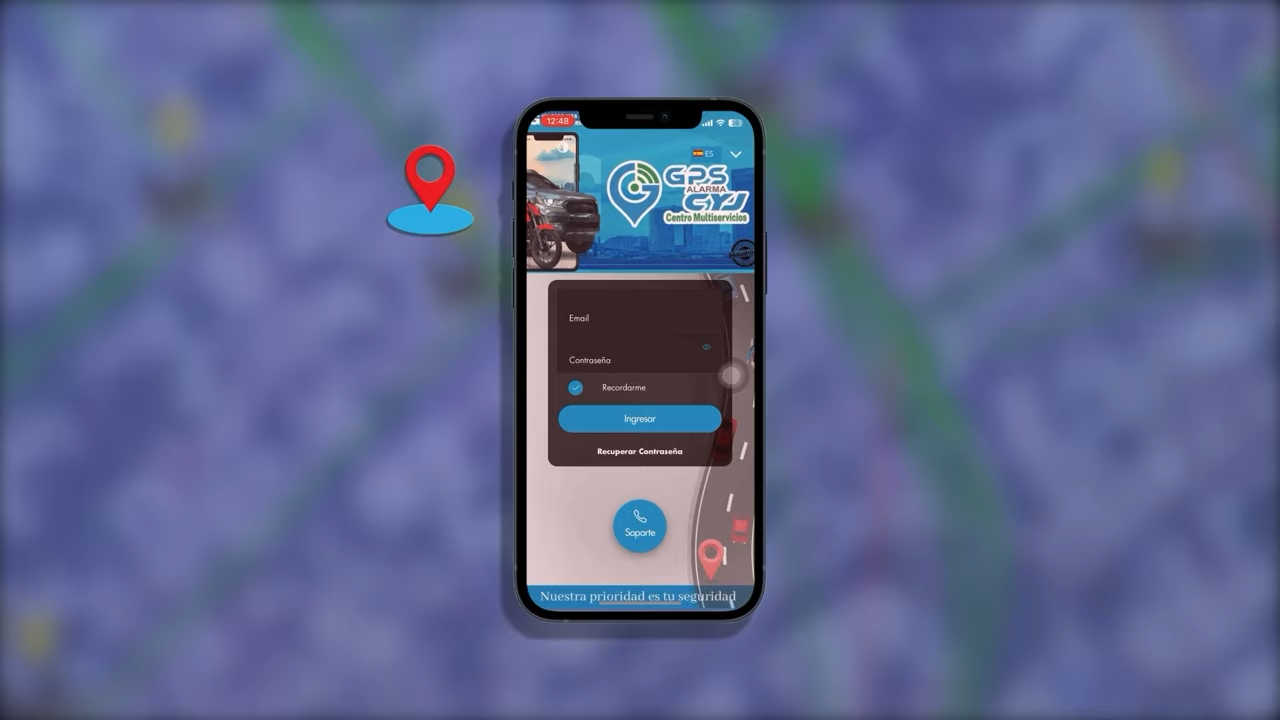 12:48
ES
GPS
ALARMA
CYJ
Centro Multiservicios
Email
Contraseña
Recordarme
Ingresar
Recuperar Contraseña
Soporte
Nuestra prioridad es tu seguridad